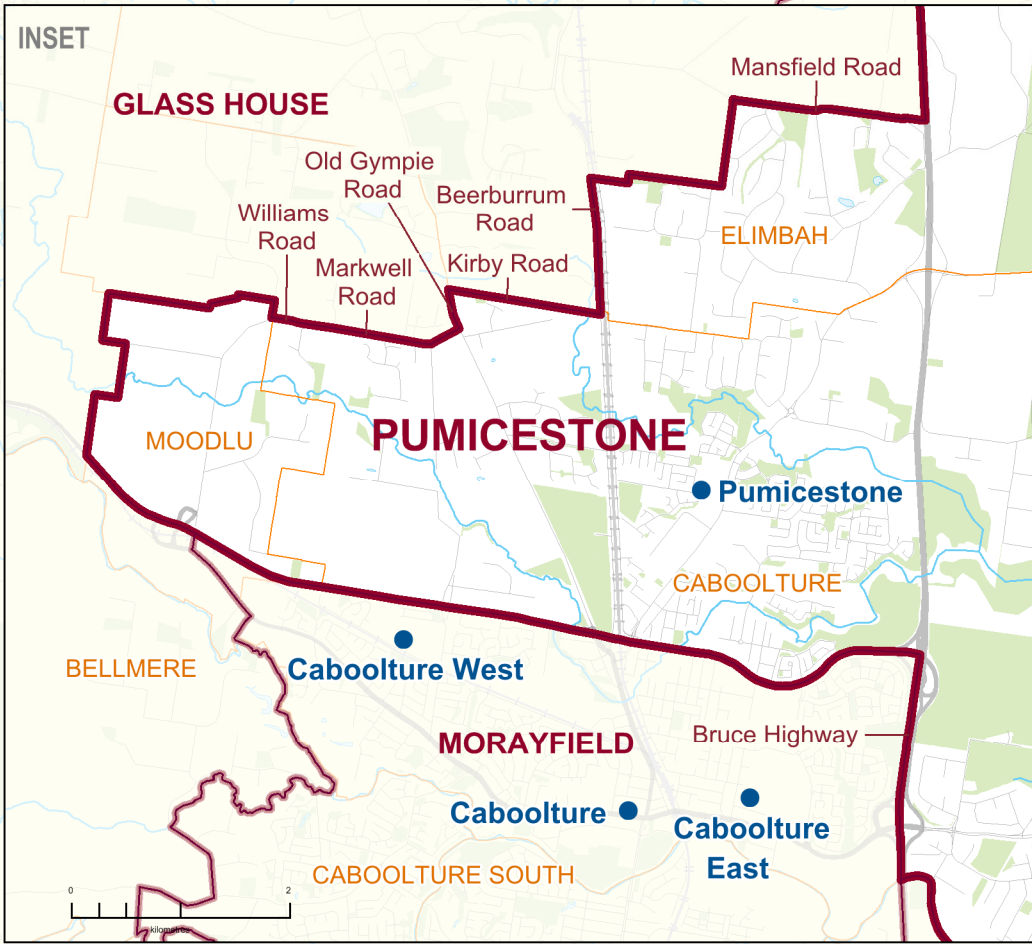 INSET
Mansfield Road
GLASS HOUSE
Old Gympie
Road
Beerburrum
Road
Williams
Road
Markwell
Road
Kirby Road
ELIMBAH
MOODLU
PUMICESTONE
Pumicestone
CABOOLTURE
BELLMERE
Caboolture West
MORAYFIELD
Bruce Highway
Caboolture
Caboolture
East
CABOOLTURE SOUTH
0
2
kilometres